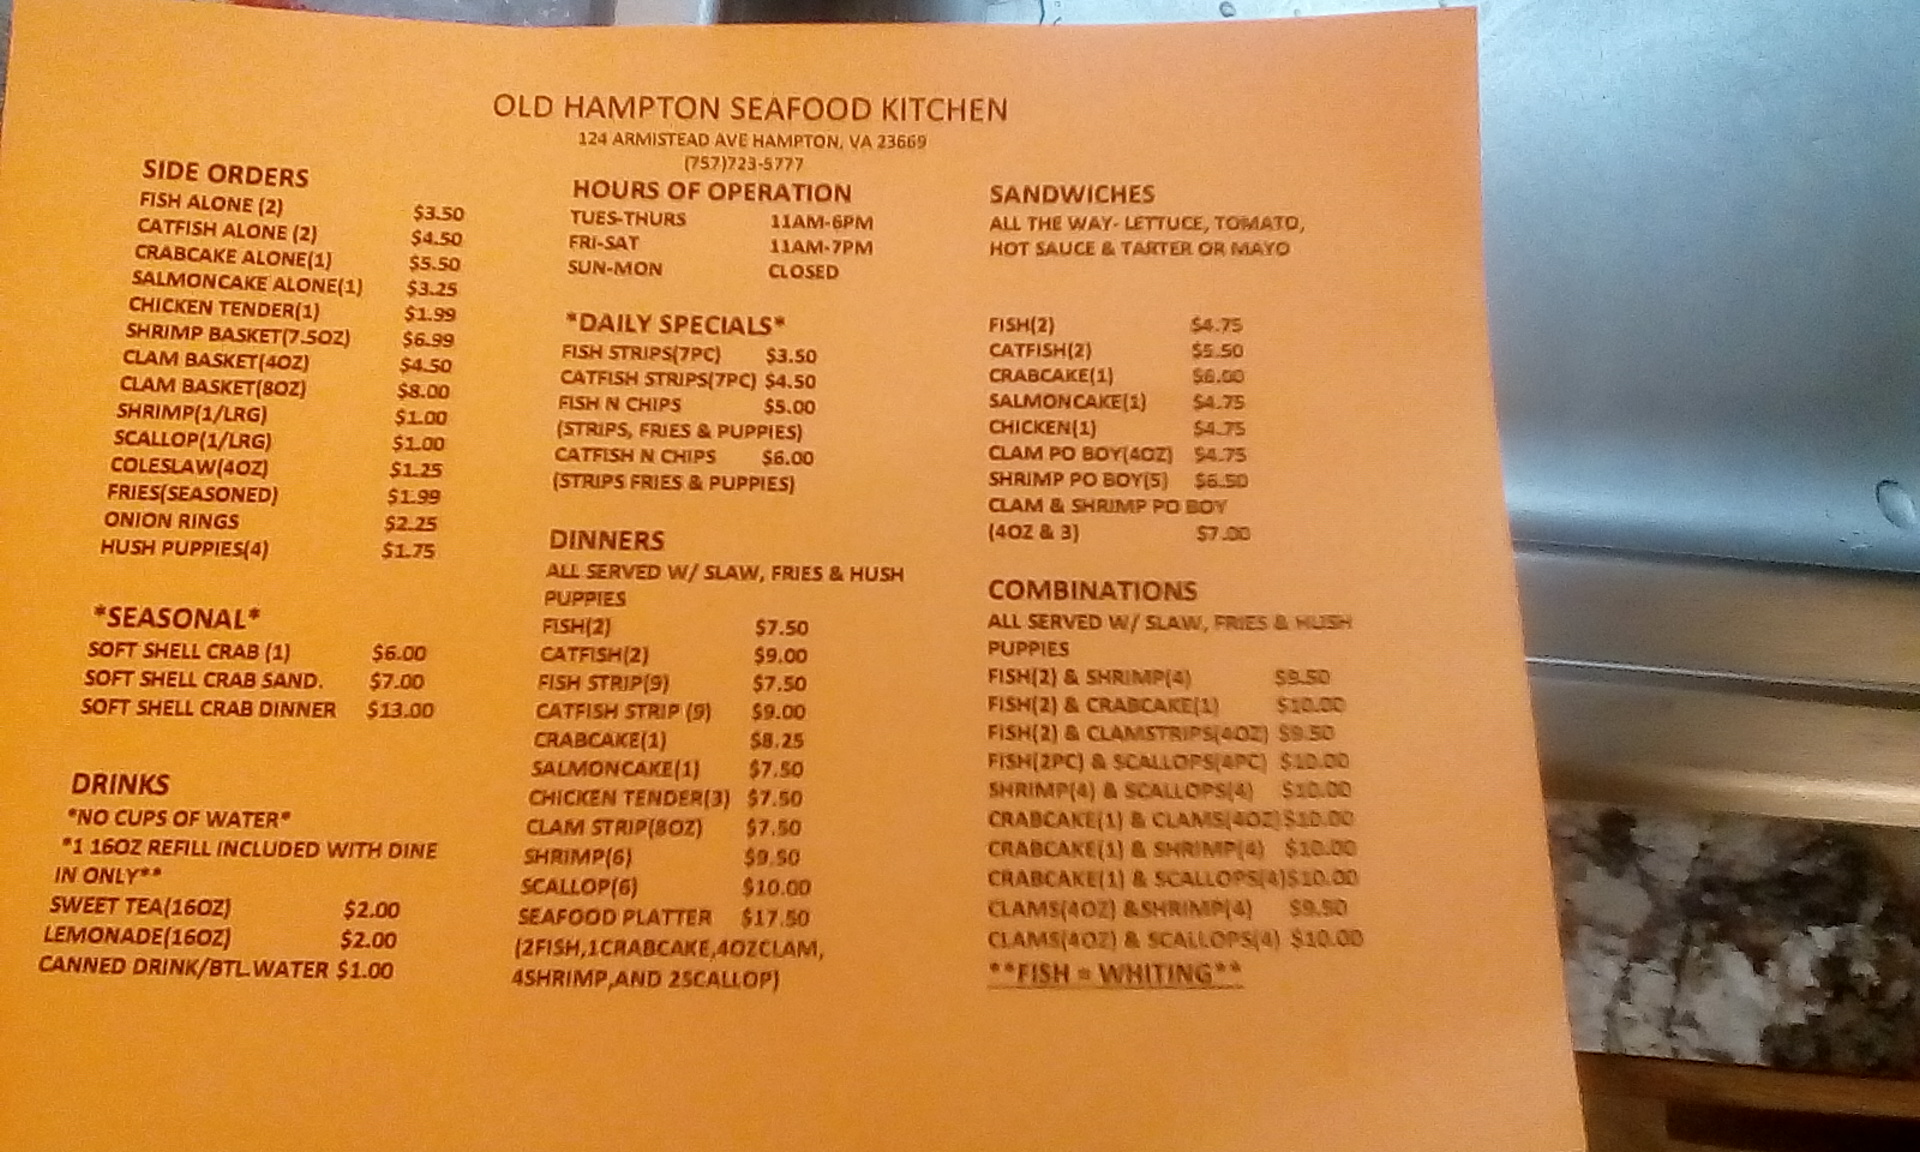 OLD HAMPTON SEAFOOD KITCHEN
124 ARMISTEAD AVE HAMPTON, VA 23669
(757)723-5777
SIDE ORDERS
FISH ALONE (2) $3.50
CATFISH ALONE (2) $4.50
CRABCAKE ALONE(1) $5.50
SALMONCAKE ALONE(1) $3.25
CHICKEN TENDER(1) $1.99
SHRIMP BASKET(7.5OZ) $6.99
CLAM BASKET(4OZ) $4.50
CLAM BASKET(8OZ) $8.00
SHRIMP(1/LRG) $1.00
SCALLOP(1/LRG) $1.00
COLESLAW(4OZ) $1.25
FRIES(SEASONED) $1.99
ONION RINGS $2.25
HUSH PUPPIES(4) $1.75
*SEASONAL*
SOFT SHELL CRAB (1) $6.00
SOFT SHELL CRAB SAND. $7.00
SOFT SHELL CRAB DINNER $13.00
DRINKS
*NO CUPS OF WATER*
*1 16OZ REFILL INCLUDED WITH DINE
IN ONLY**
SWEET TEA(16OZ) $2.00
LEMONADE(16OZ) $2.00
CANNED DRINK/BTL.WATER $1.00
HOURS OF OPERATION
TUES-THURS 11AM-6PM
FRI-SAT 11AM-7PM
SUN-MON CLOSED
*DAILY SPECIALS*
FISH STRIPS(7PC) $3.50
CATFISH STRIPS(7PC) $4.50
FISH N CHIPS $5.00
(STRIPS, FRIES & PUPPIES)
CATFISH N CHIPS $6.00
(STRIPS FRIES & PUPPIES)
DINNERS
ALL SERVED W/ SLAW, FRIES & HUSH
PUPPIES
FISH(2) $7.50
CATFISH(2) $9.00
FISH STRIP(9) $7.50
CATFISH STRIP (9) $9.00
CRABCAKE(1) $8.25
SALMONCAKE(1) $7.50
CHICKEN TENDER(3) $7.50
CLAM STRIP(8OZ) $7.50
SHRIMP(6) $9.50
SCALLOP(6) $10.00
SEAFOOD PLATTER $17.50
(2FISH,1CRABCAKE,4OZCLAM,
4SHRIMP,AND 2SCALLOP)
SANDWICHES
ALL THE WAY- LETTUCE, TOMATO,
HOT SAUCE & TARTER OR MAYO
FISH(2) $4.75
CATFISH(2) $5.50
CRABCAKE(1) $6.00
SALMONCAKE(1) $4.75
CHICKEN(1) $4.75
CLAM PO BOY(4OZ) $4.75
SHRIMP PO BOY(5) $6.50
CLAM & SHRIMP PO BOY
(4OZ & 3) $7.00
COMBINATIONS
ALL SERVED W/ SLAW, FRIES & HUSH
PUPPIES
FISH(2) & SHRIMP(4) $9.50
FISH(2) & CRABCAKE(1) $10.00
FISH(2) & CLAMSTRIPS(4OZ) $9.50
FISH(2PC) & SCALLOPS(4PC) $10.00
SHRIMP(4) & SCALLOPS(4) $10.00
CRABCAKE(1) & CLAMS(4OZ) $10.00
CRABCAKE(1) & SHRIMP(4) $10.00
CRABCAKE(1) & SCALLOPS(4) $10.00
CLAMS(4OZ) &SHRIMP(4) $9.50
CLAMS(4OZ) & SCALLOPS(4) $10.00
**FISH = WHITING**